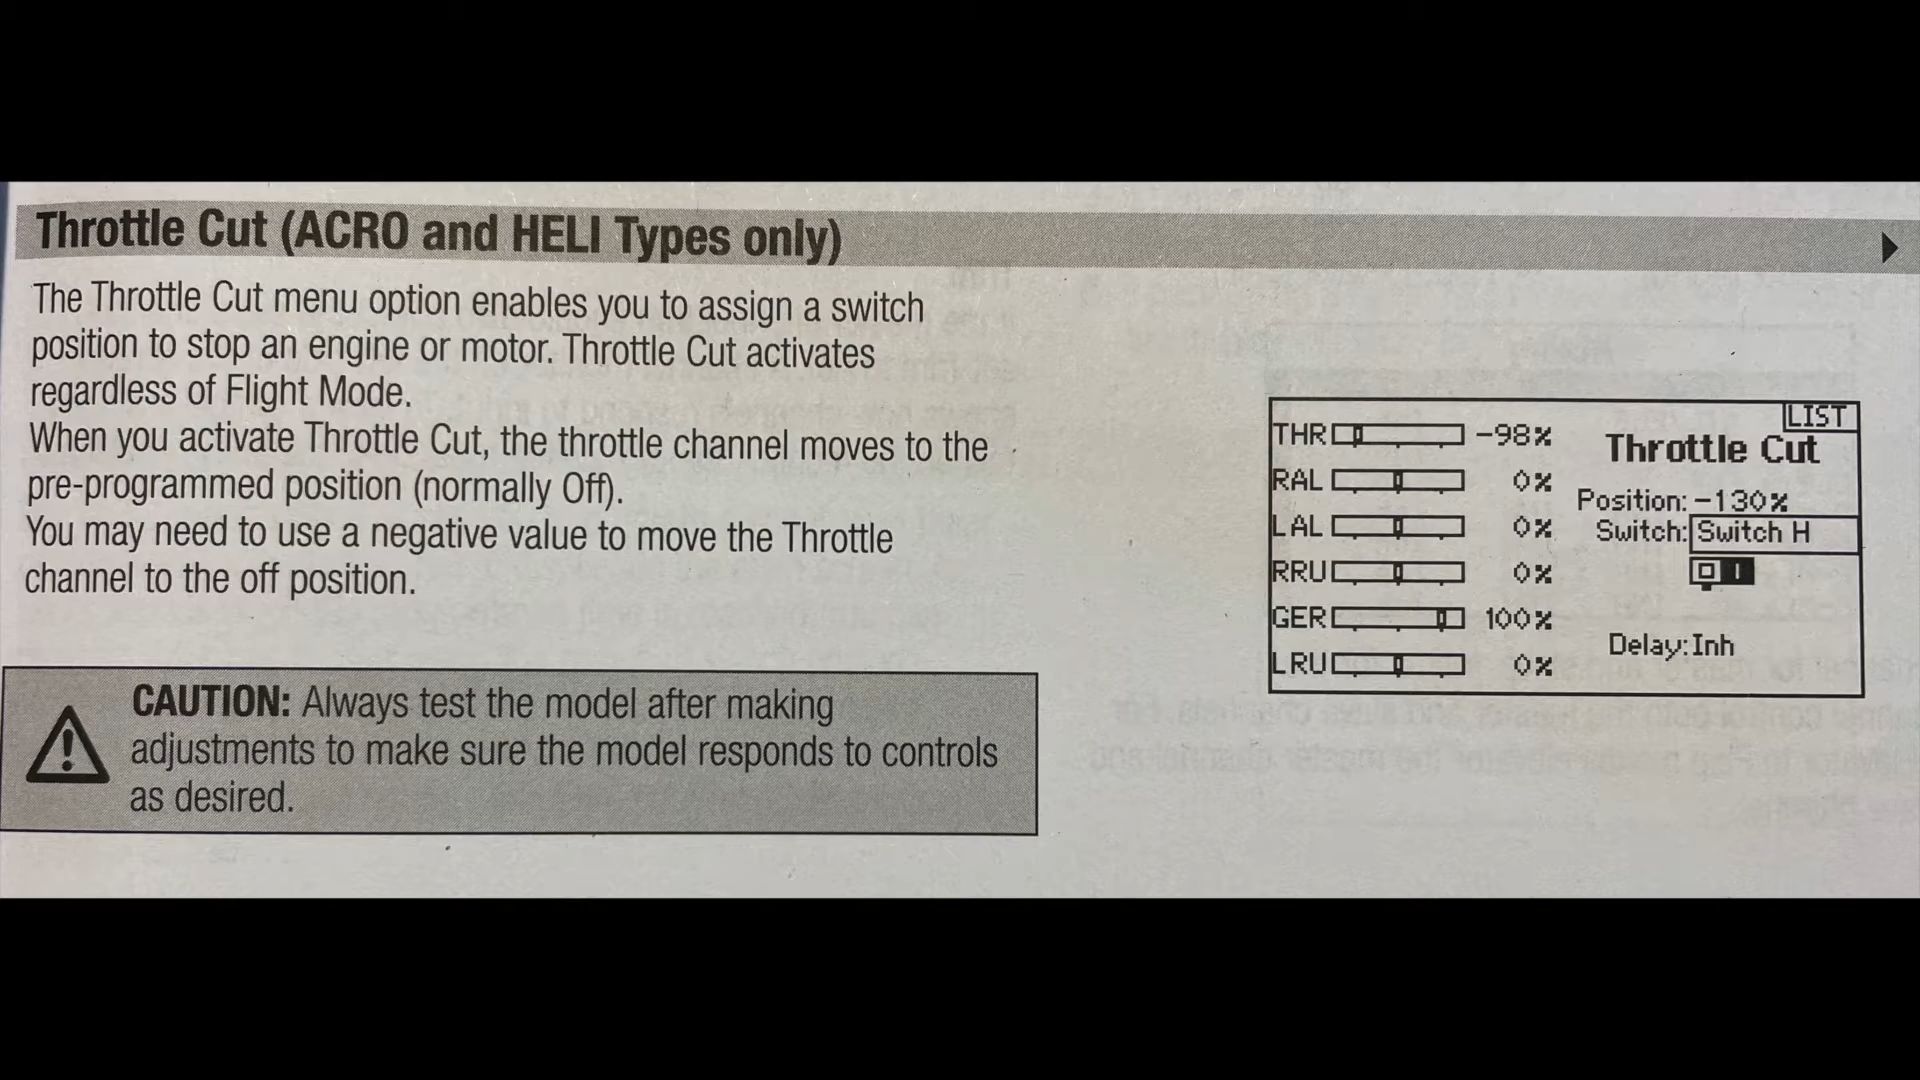 Throttle Cut (ACRO and HELI Types only)
The Throttle Cut menu option enables you to assign a switch
position to stop an engine or motor. Throttle Cut activates
regardless of Flight Mode.
When you activate Throttle Cut, the throttle channel moves to the
pre-programmed position (normally Off).
You may need to use a negative value to move the Throttle
channel to the off position.
CAUTION: Always test the model after making
adjustments to make sure the model responds to controls
as desired.
LIST
Throttle Cut
THR -98%
RAL 0%
LAL 0%
RRU 0%
GER 100%
LRU 0%
Position: -130%
Switch: Switch H
0 1
Delay: Inh